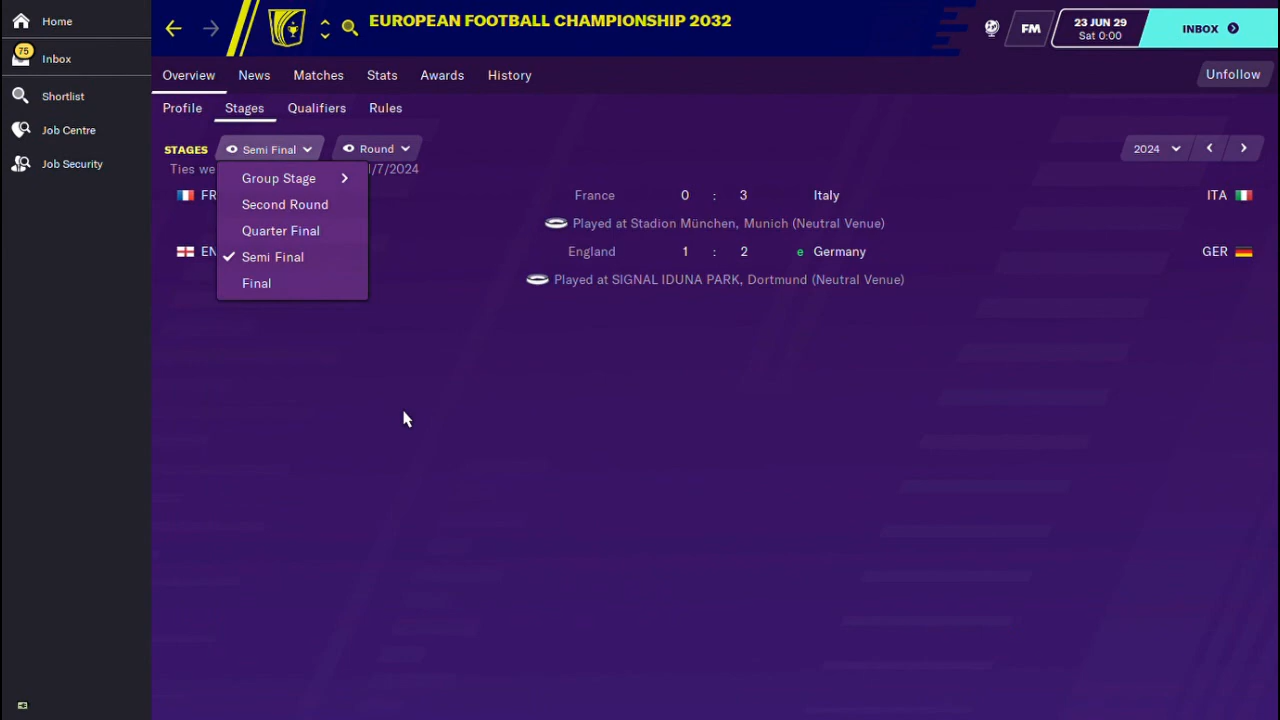 Home
75
Inbox
Shortlist
Job Centre
Job Security
EUROPEAN FOOTBALL CHAMPIONSHIP 2032
FM
23 JUN 29
Sat 0:00
INBOX
Overview News Matches Stats Awards History
Unfollow
Profile Stages Qualifiers Rules
STAGES Semi Final Round
2024
Ties we
/7/2024
Group Stage
Second Round
Quarter Final
Semi Final
Final
FR
France 0 : 3 Italy
ITA
Played at Stadion München, Munich (Neutral Venue)
EN
England 1 : 2 e Germany
GER
Played at SIGNAL IDUNA PARK, Dortmund (Neutral Venue)